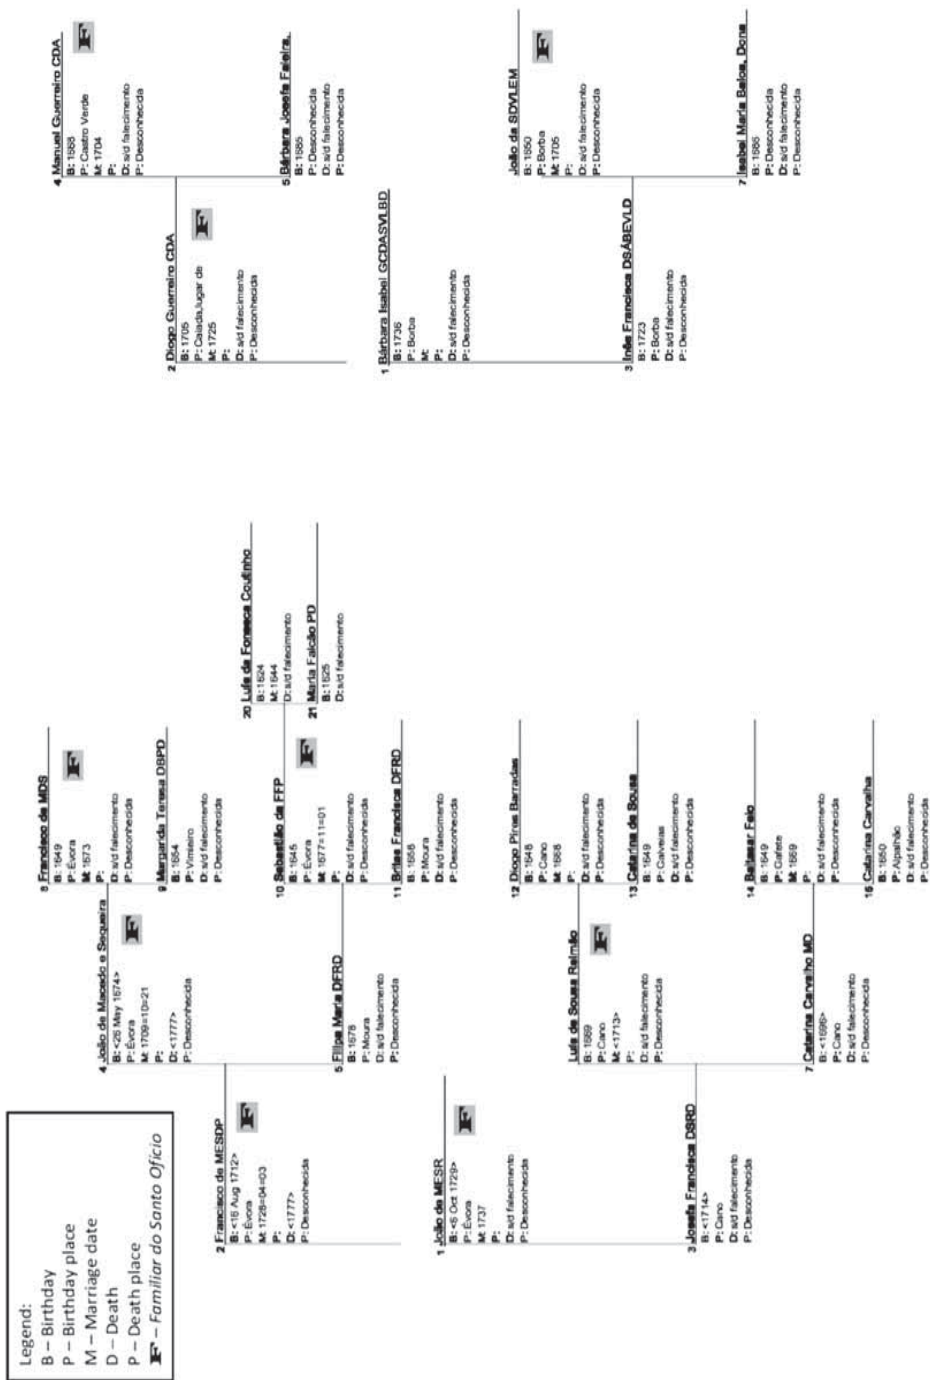 Legend:
B – Birthday
P – Birthday place
M – Marriage date
D – Death
P – Death place
F – Familiar do Santo Ofício
8 Francisco de MDS
B: 1649
P: Évora
M: 1673
P:
D: s/d falecimento
P: Desconhecida
4 João de Macedo e Sequeira
B: <26 May 1674>
P: Évora
M: 1709=10=21
P:
D: <1777>
P: Desconhecida
F
F
9 Margarida Teresa DBPD
B: 1654
P: Vimieiro
D: s/d falecimento
P: Desconhecida
2 Francisco de MESDP
B: <16 Aug 1712>
P: Évora
M: 1728=04=03
P:
D: <1777>
P: Desconhecida
F
20 Luís da Fonseca Coutinho
B: 1624
M: 1644
D: s/d falecimento
10 Sebastião da FFP
B: 1645
P: Évora
M: 1677=11=01
P:
D: s/d falecimento
P: Desconhecida
F
21 Maria Falcão PD
B: 1625
D: s/d falecimento
5 Filipa Maria DFRD
B: 1678
P: Moura
D: s/d falecimento
P: Desconhecida
11 Brites Francisca DFRD
B: 1658
P: Moura
D: s/d falecimento
P: Desconhecida
1 João de MESR
B: <6 Oct 1729>
P: Évora
M: 1737
P:
D: s/d falecimento
P: Desconhecida
F
12 Diogo Pires Barradas
B: 1648
P: Cano
M: 1668
P:
D: s/d falecimento
P: Desconhecida
Luís de Sousa Raimão
B: 1669
P: Cano
M: <1713>
P:
D: s/d falecimento
P: Desconhecida
F
13 Catarina de Sousa
B: 1649
P: Galveias
D: s/d falecimento
P: Desconhecida
3 Josefa Francisca DSRD
B: <1714>
P: Cano
D: s/d falecimento
P: Desconhecida
14 Baltasar Feio
B: 1649
P: Gafete
M: 1669
P:
D: s/d falecimento
P: Desconhecida
7 Catarina Carvalho MD
B: <1696>
P: Cano
D: s/d falecimento
P: Desconhecida
15 Catarina Carvalha
B: 1650
P: Alpalhão
D: s/d falecimento
P: Desconhecida
4 Manuel Guerreiro CDA
B: 1668
P: Castro Verde
M: 1704
P:
D: s/d falecimento
P: Desconhecida
F
2 Diogo Guerreiro CDA
B: 1705
P: Caiada,lugar de
M: 1725
P:
D: s/d falecimento
P: Desconhecida
F
5 Bárbara Josefa Faleira,
B: 1685
P: Desconhecida
D: s/d falecimento
P: Desconhecida
1 Bárbara Isabel GCDASVLBD
B: 1736
P: Borba
M:
P:
D: s/d falecimento
P: Desconhecida
João da SDVLEM
B: 1650
P: Borba
M: 1705
P:
D: s/d falecimento
P: Desconhecida
F
3 Inês Francisca DSÁBEVLD
B: 1723
P: Borba
D: s/d falecimento
P: Desconhecida
7 Isabel Maria Beloa, Dona
B: 1686
P: Desconhecida
D: s/d falecimento
P: Desconhecida